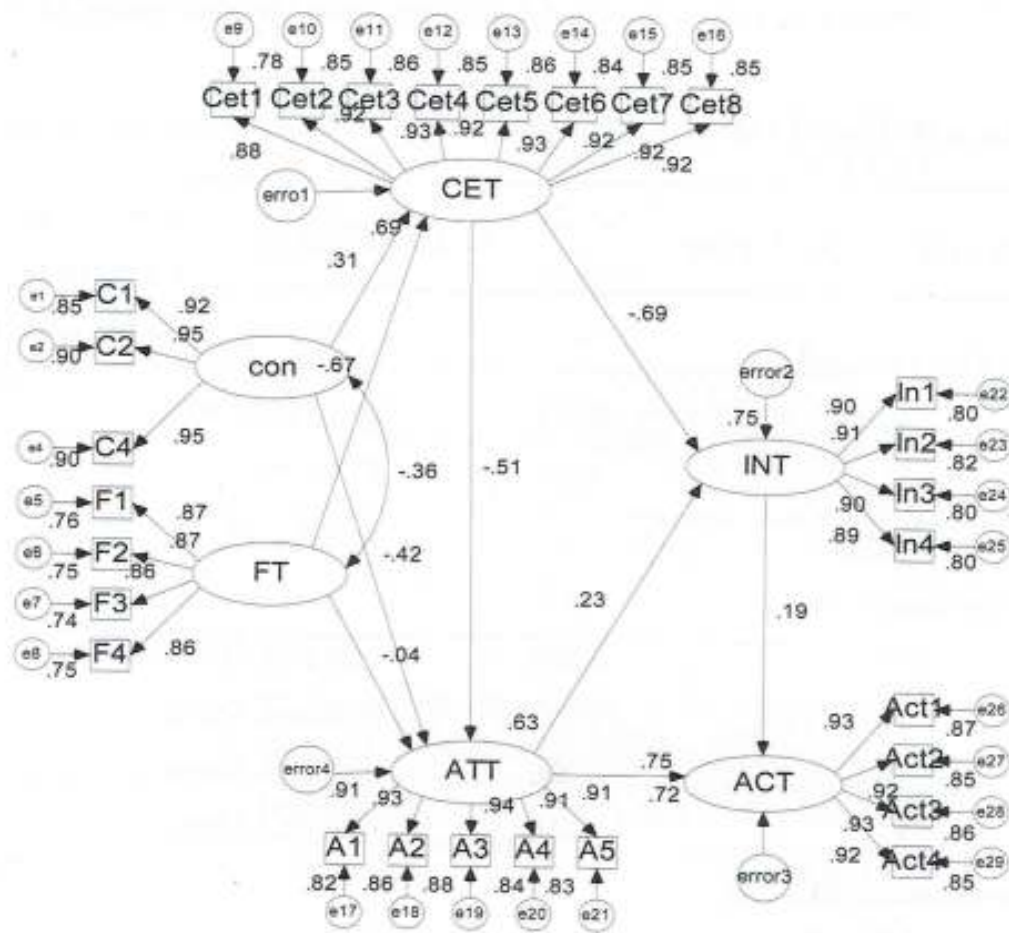 e9 e10 e11 e12 e13 e14 e15 e16
.78 .85 .86 .85 .86 .84 .85 .85
Cet1 Cet2 Cet3 Cet4 Cet5 Cet6 Cet7 Cet8
.88 .92 .93 .92 .93 .92 .92 .92
erro1 CET
.69
.31
e1 .85 C1 .92
e2 .90 C2 .95
con -.67
-.69
error2
e4 .90 C4 .95
.75
INT
.90 In1 .80 e22
.91 In2 .82 e23
.90 In3 .80 e24
.89 In4 .80 e25
-.36
-.51
e5 .76 F1 .87
e6 .75 F2 .87
e7 .74 F3 .86
.75 F4 .86
FT
-.42
.23
.19
-.04
.63
error4 ATT
.75
.72
ACT
error3
.93 Act1 .87 e26
Act2 .85 e27
.92 Act3 .86 e28
.93
.92 Act4 .85 e29
.91 .93 .94 .91 .91
A1 A2 A3 A4 A5
.82 .86 .88 .84 .83
e17 e18 e19 e20 e21